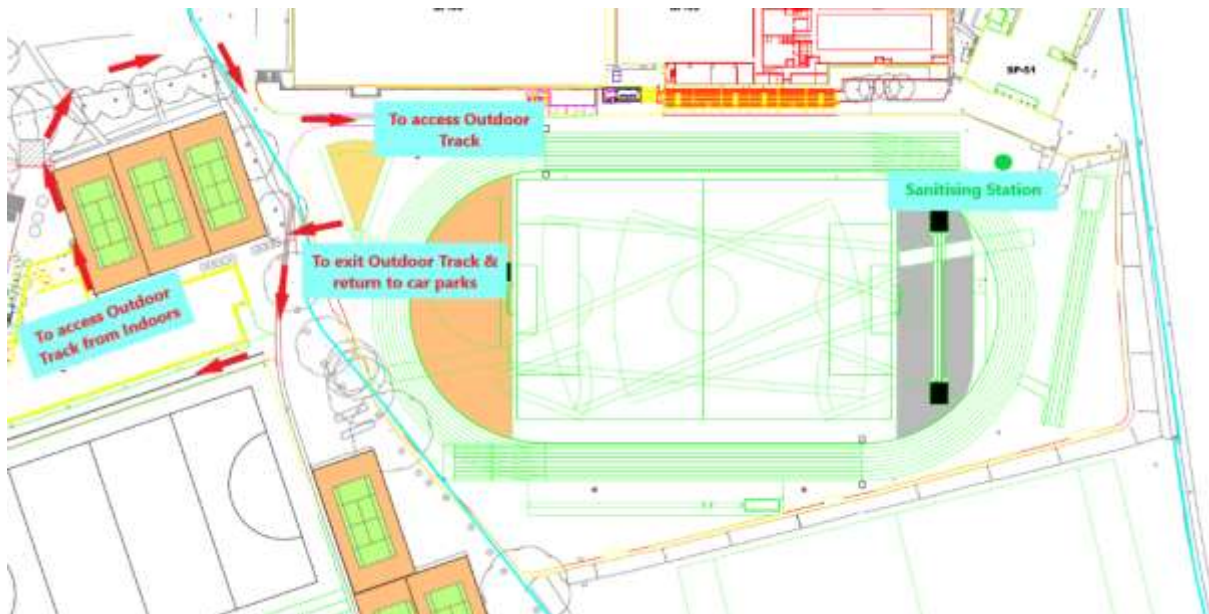 SP-51
To access Outdoor
Track
Sanitising Station
To exit Outdoor Track &
return to car parks
To access Outdoor
Track from Indoors